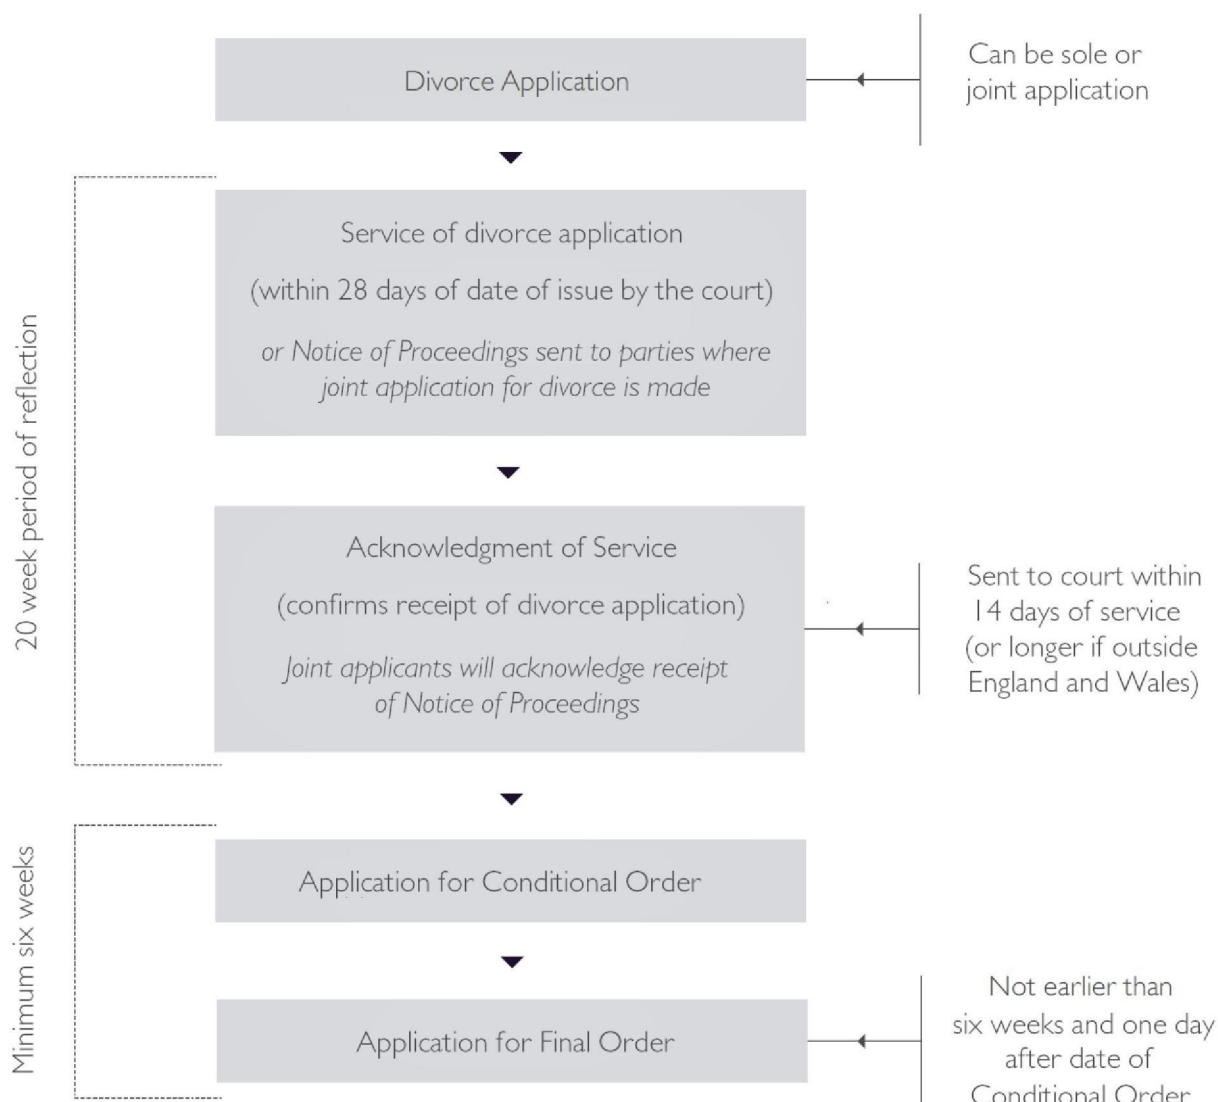 Divorce Application
Can be sole or
joint application
20 week period of reflection
Service of divorce application
(within 28 days of date of issue by the court)
or Notice of Proceedings sent to parties where
joint application for divorce is made
Acknowledgment of Service
(confirms receipt of divorce application)
Joint applicants will acknowledge receipt
of Notice of Proceedings
Sent to court within
14 days of service
(or longer if outside
England and Wales)
Minimum six weeks
Application for Conditional Order
Application for Final Order
Not earlier than
six weeks and one day
after date of
Conditional Order